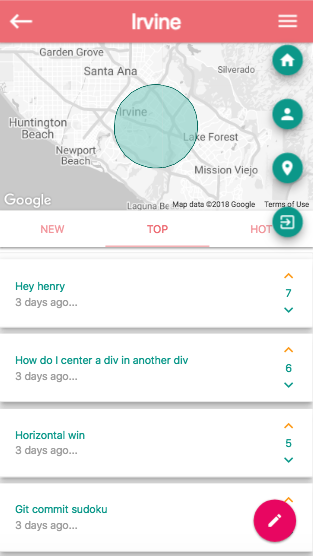 Irvine
Garden Grove
Santa Ana
Silverado
Irvine
Huntington
Beach
Lake Forest
Newport
Beach
Mission Viejo
Google
Laguna Be
Map data ©2018 Google
Terms of Use
NEW
TOP
HOT
Hey henry
3 days ago...
7
How do I center a div in another div
3 days ago...
6
Horizontal win
3 days ago...
5
Git commit sudoku
3 days ago...